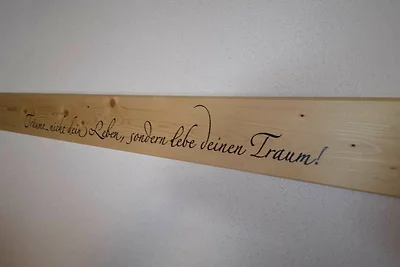 Träume nicht dein Leben, sondern lebe deinen Traum!